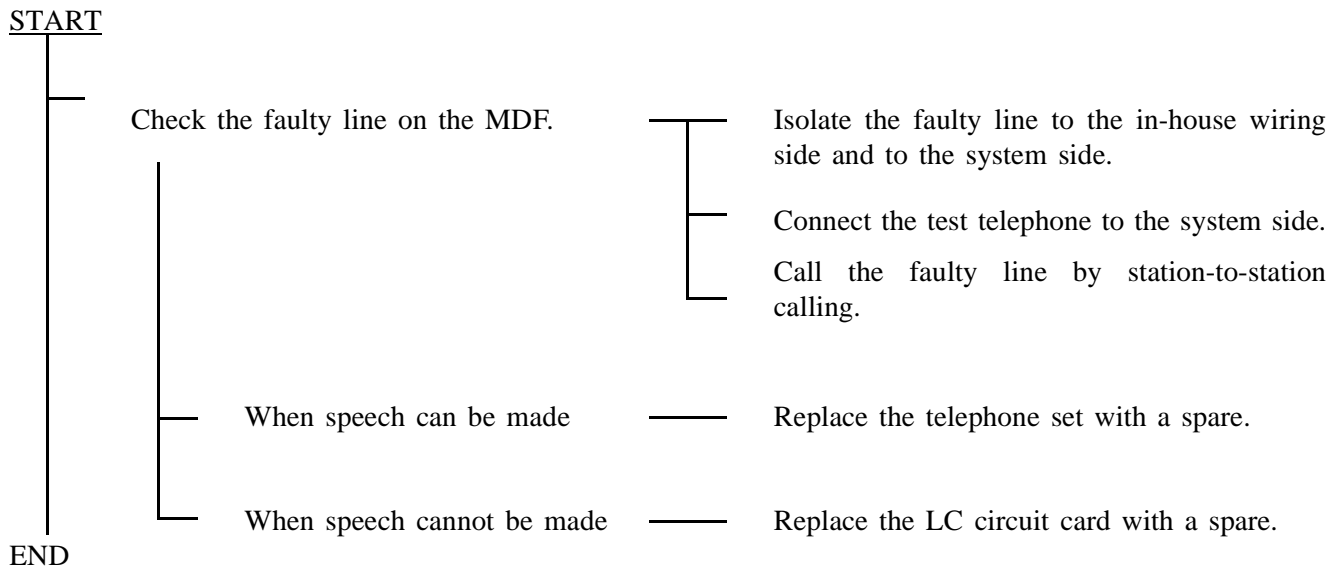 START
Check the faulty line on the MDF.
Isolate the faulty line to the in-house wiring
side and to the system side.
Connect the test telephone to the system side.
Call the faulty line by station-to-station
calling.
When speech can be made
Replace the telephone set with a spare.
When speech cannot be made
Replace the LC circuit card with a spare.
END